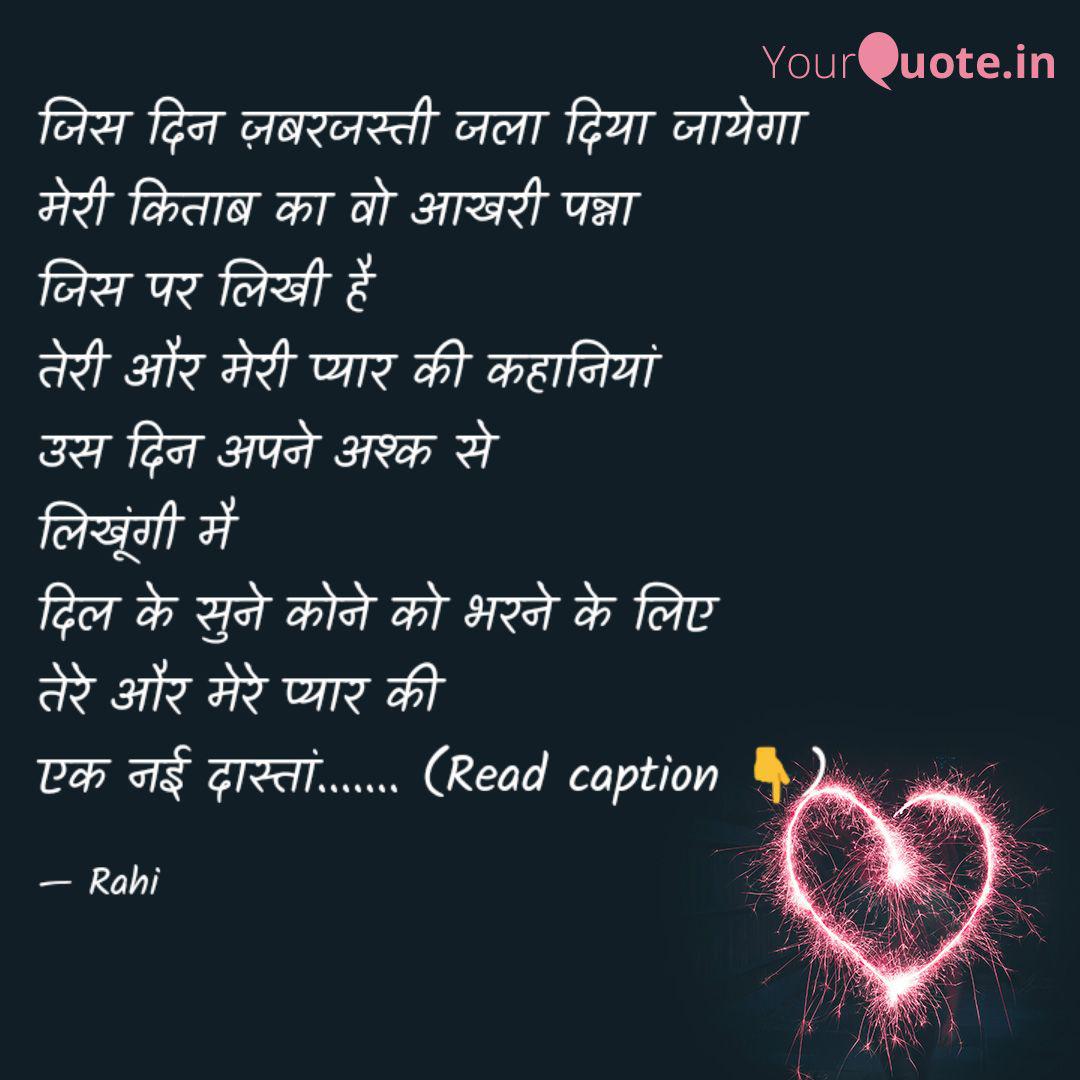 YourQuote.in
जिस दिन ज़बरजस्ती जला दिया जायेगा
मेरी किताब का वो आखरी पन्ना
जिस पर लिखी है
तेरी और मेरी प्यार की कहानियां
उस दिन अपने अश्क से
लिखूंगी मै
दिल के सुने कोने को भरने के लिए
तेरे और मेरे प्यार की
एक नई दास्तां....... (Read caption 👇)
— Rahi